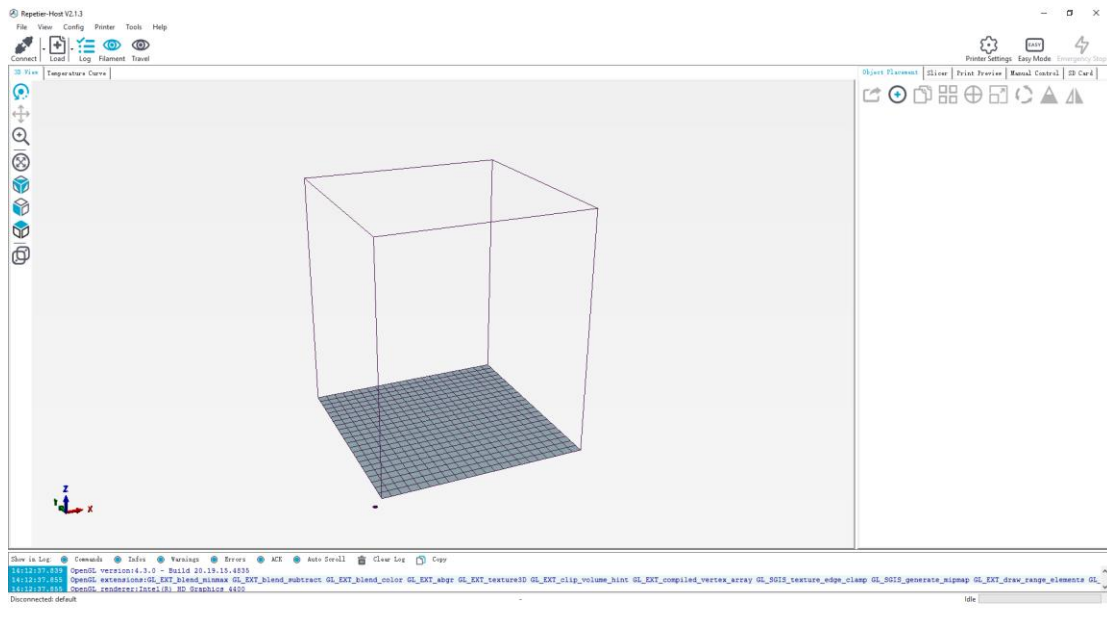 Repetier-Host V2.1.3
File View Config Printer Tools Help
Connect Load Log Filament Travel
Printer Settings Easy Mode Emergency Stop
EASY
3D View Temperature Curve
Object Placement Slicer Print Preview Manual Control SD Card
Z
Y
X
Show in Log Commands Infos Warnings Errors ACK Auto Scroll Clear Log Copy
14:12:37.839 OpenGL version:4.3.0 - Build 20.19.15.4835
14:12:37.855 OpenGL extensions:GL_EXT_blend_minmax GL_EXT_blend_subtract GL_EXT_blend_color GL_EXT_abgr GL_EXT_texture3D GL_EXT_clip_volume_hint GL_EXT_compiled_vertex_array GL_SGIS_texture_edge_clamp GL_SGIS_generate_mipmap GL_EXT_draw_range_elements GL_
14:12:37.855 OpenGL renderer:Intel(R) HD Graphics 4400
Disconnected: default
-
Idle